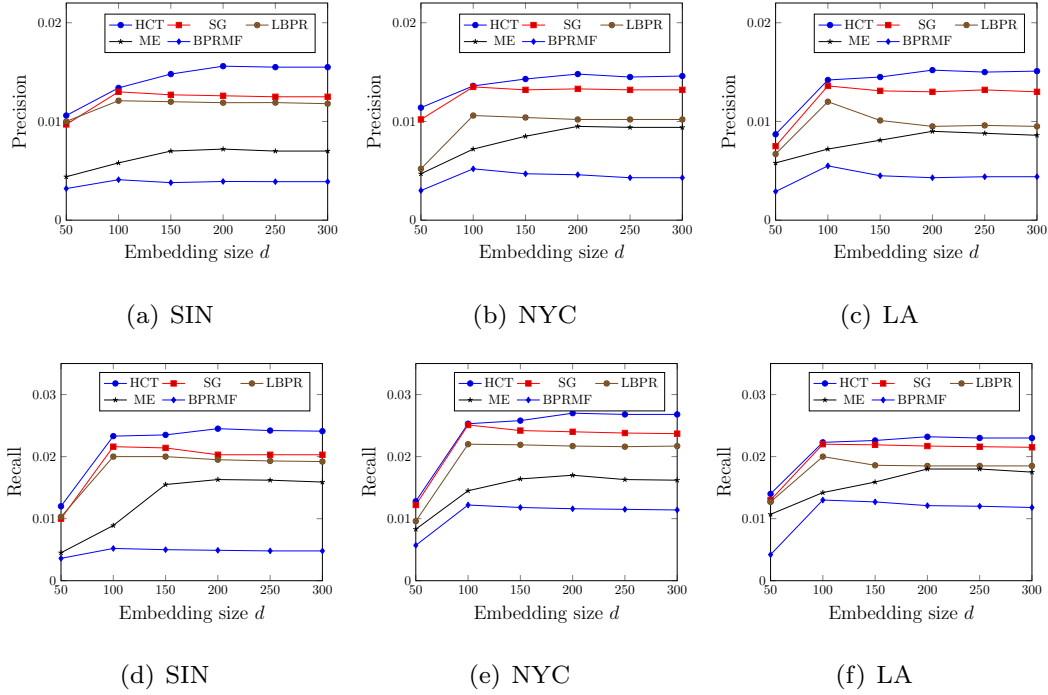 0.02
0.01
0
Precision
HCT SG LBPR
ME BPRMF
50 100 150 200 250 300
Embedding size d
(a) SIN
0.02
0.01
0
Precision
HCT SG LBPR
ME BPRMF
50 100 150 200 250 300
Embedding size d
(b) NYC
0.02
0.01
0
Precision
HCT SG LBPR
ME BPRMF
50 100 150 200 250 300
Embedding size d
(c) LA
0.03
0.02
0.01
0
Recall
HCT SG LBPR
ME BPRMF
50 100 150 200 250 300
Embedding size d
(d) SIN
0.03
0.02
0.01
0
Recall
HCT SG LBPR
ME BPRMF
50 100 150 200 250 300
Embedding size d
(e) NYC
0.03
0.02
0.01
0
Recall
HCT SG LBPR
ME BPRMF
50 100 150 200 250 300
Embedding size d
(f) LA